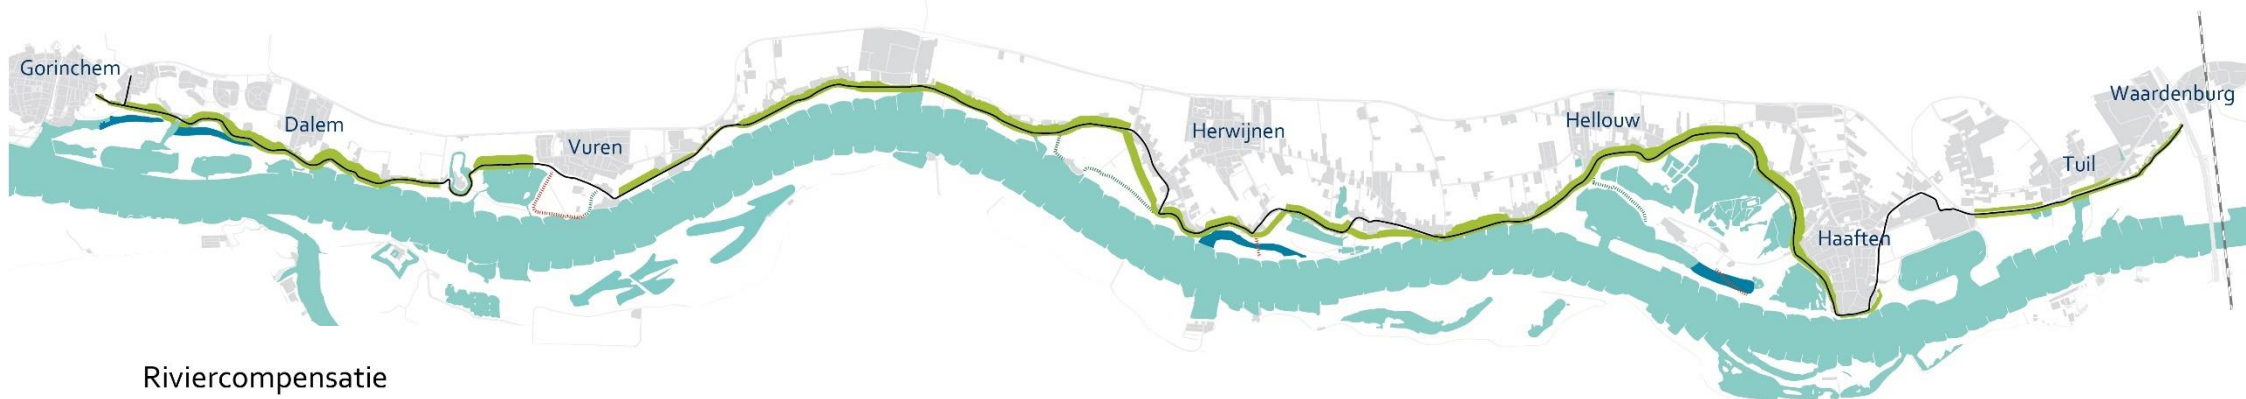 Gorinchem
Dalem
Vuren
Herwijnen
Hellouw
Haaften
Tuil
Waardenburg
Riviercompensatie